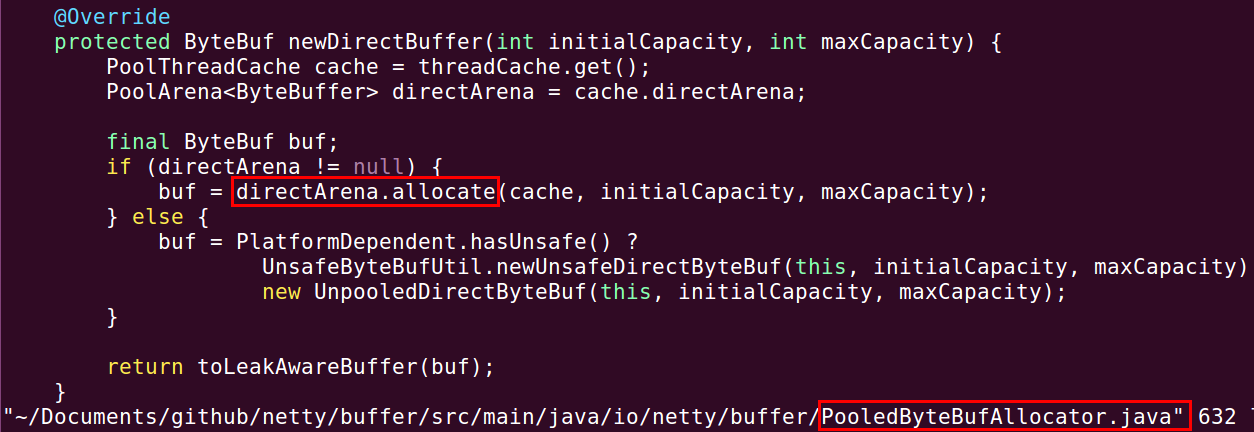 @Override
protected ByteBuf newDirectBuffer(int initialCapacity, int maxCapacity) {
PoolThreadCache cache = threadCache.get();
PoolArena<ByteBuffer> directArena = cache.directArena;
final ByteBuf buf;
if (directArena != null) {
buf = directArena.allocate(cache, initialCapacity, maxCapacity);
} else {
buf = PlatformDependent.hasUnsafe() ?
UnsafeByteBufUtil.newUnsafeDirectByteBuf(this, initialCapacity, maxCapacity)
new UnpooledDirectByteBuf(this, initialCapacity, maxCapacity);
}
return toLeakAwareBuffer(buf);
}
"~/Documents/github/netty/buffer/src/main/java/io/netty/buffer/PooledByteBufAllocator.java" 632